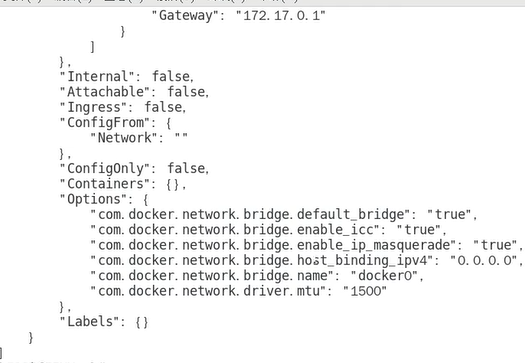 "Gateway": "172.17.0.1"
}
]
},
"Internal": false,
"Attachable": false,
"Ingress": false,
"ConfigFrom": {
"Network": ""
},
"ConfigOnly": false,
"Containers": {},
"Options": {
"com.docker.network.bridge.default_bridge": "true",
"com.docker.network.bridge.enable_icc": "true",
"com.docker.network.bridge.enable_ip_masquerade": "true",
"com.docker.network.bridge.host_binding_ipv4": "0.0.0.0",
"com.docker.network.bridge.name": "docker0",
"com.docker.network.driver.mtu": "1500"
},
"Labels": {}
}
]